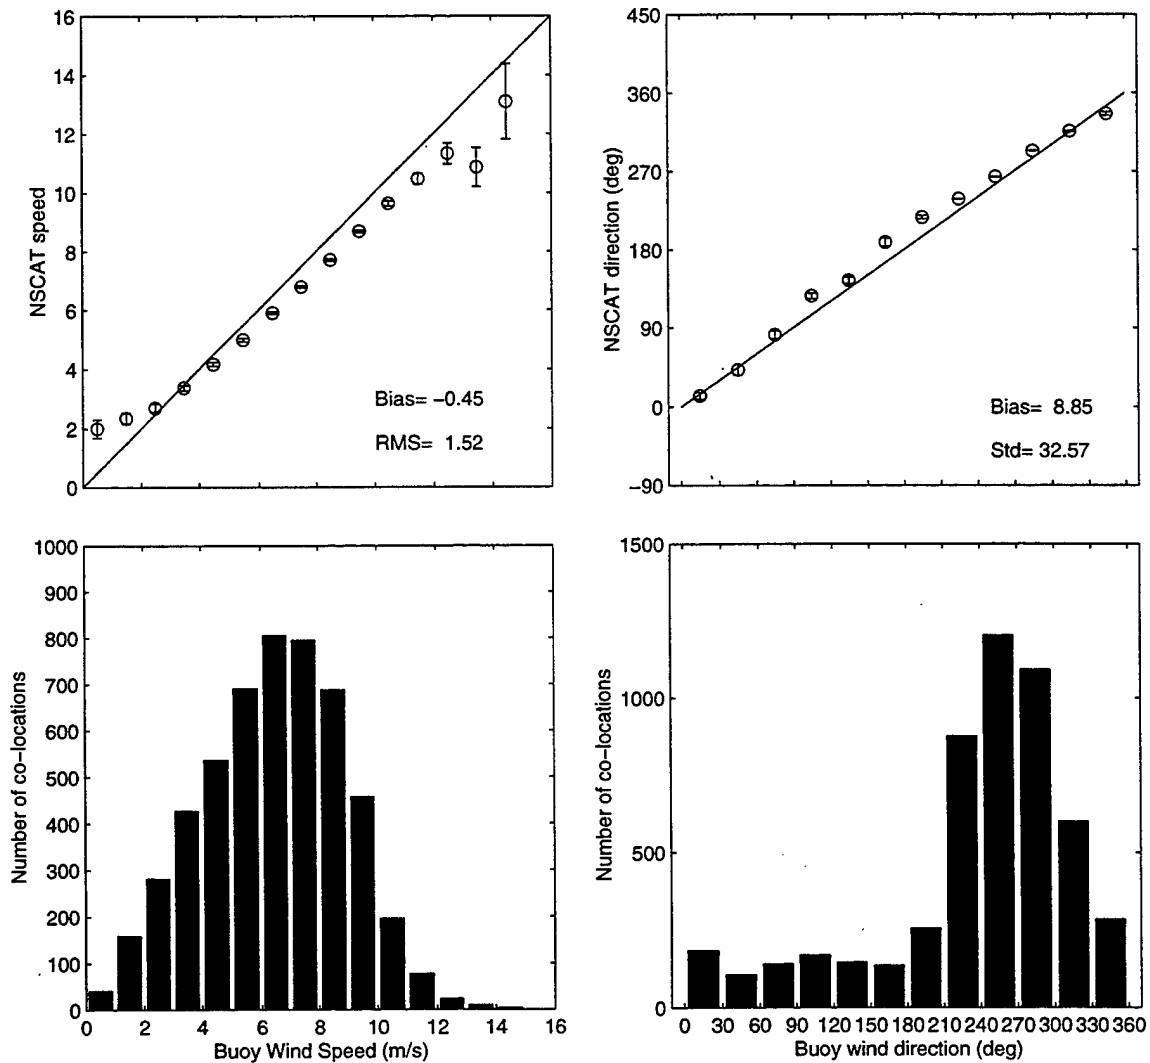 16
14
12
10
8
6
4
2
0
NSCAT speed
Bias= −0.45
RMS= 1.52
450
360
270
180
90
0
−90
NSCAT direction (deg)
Bias= 8.85
Std= 32.57
1000
900
800
700
600
500
400
300
200
100
0
Number of co−locations
0 2 4 6 8 10 12 14 16
Buoy Wind Speed (m/s)
1500
1000
500
0
Number of co−locations
0 30 60 90 120 150 180 210 240 270 300 330 360
Buoy wind direction (deg)